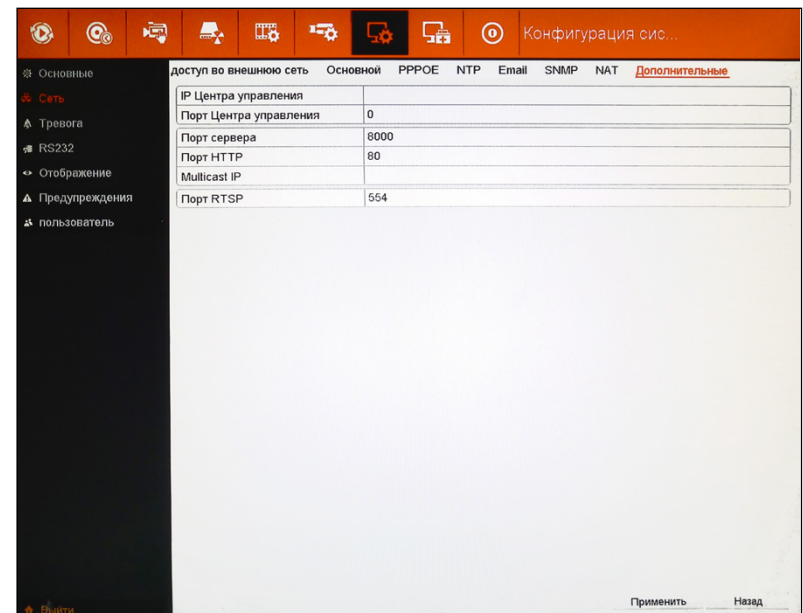 Конфигурация сис...
Основные
Сеть
Тревога
RS232
Отображение
Предупреждения
пользователь
Выйти
доступ во внешнюю сеть Основной PPPOE NTP Email SNMP NAT Дополнительные
IP Центра управления
Порт Центра управления 0
Порт сервера 8000
Порт HTTP 80
Multicast IP
Порт RTSP 554
Применить Назад